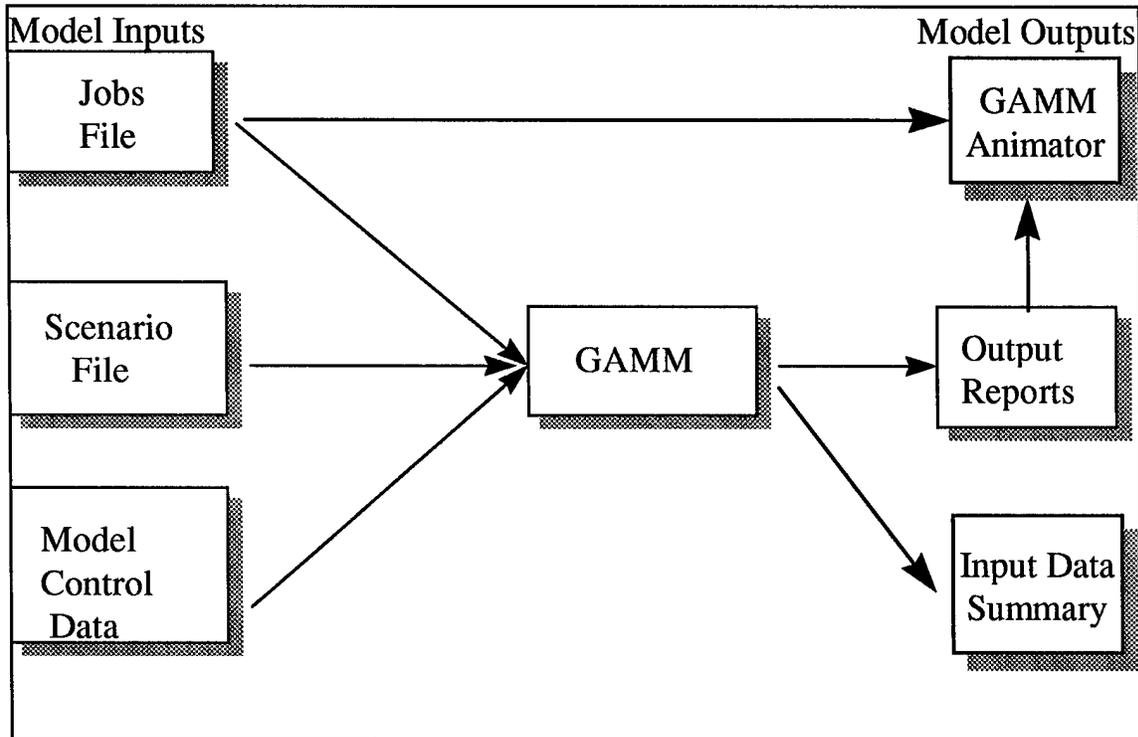 Model Inputs
Model Outputs
Jobs
File
GAMM
Animator
Scenario
File
GAMM
Output
Reports
Model
Control
Data
Input Data
Summary